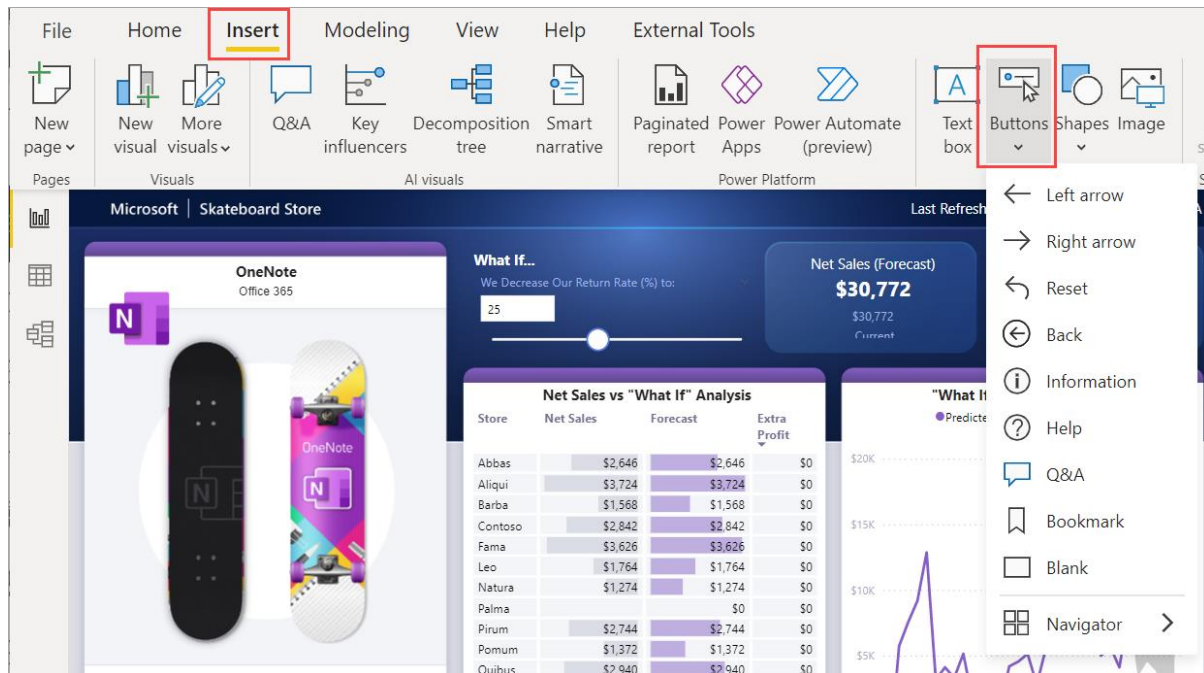 File Home Insert Modeling View Help External Tools
New page
New visual
More visuals
Q&A
Key influencers
Decomposition tree
Smart narrative
Paginated report
Power Apps
Power Automate (preview)
Text box
Buttons
Shapes
Image
Pages Visuals AI visuals Power Platform
Microsoft | Skateboard Store
Last Refresh
OneNote
Office 365
N
OneNote
N
N
What If...
We Decrease Our Return Rate (%) to:
25
Net Sales (Forecast)
$30,772
$30,772
Current
Net Sales vs "What If" Analysis
Store Net Sales Forecast Extra Profit
Abbas $2,646 $2,646 $0
Aliqui $3,724 $3,724 $0
Barba $1,568 $1,568 $0
Contoso $2,842 $2,842 $0
Fama $3,626 $3,626 $0
Leo $1,764 $1,764 $0
Natura $1,274 $1,274 $0
Palma $0 $0
Pirum $2,744 $2,744 $0
Pomum $1,372 $1,372 $0
Quibus $2,940 $2,940 $0
"What If
Predicte
$20K
$15K
$10K
$5K
Left arrow
Right arrow
Reset
Back
Information
Help
Q&A
Bookmark
Blank
Navigator